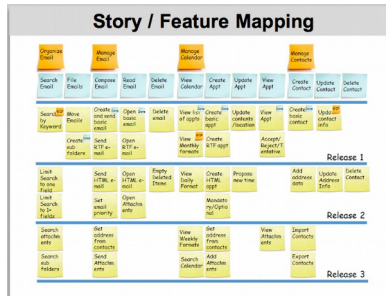 Story / Feature Mapping
Organize Email
Manage Email
Manage Calendar
Manage Contacts
Search Email
File Emails
Compose Email
Read Email
Delete Email
View Calendar
Create Appt
Update Appt
View Appt
Create Contact
Update Contact
Delete Contact
Search by Keyword
Move Emails
Create and send basic email
Open basic email
Delete email
View list of appts
Create basic appt
Update contents /location
View Appt
Create basic contact
Update contact info
Create sub folders
Send RTF e-mail
Open RTF e-mail
View Monthly formats
Create RTF appt
Accept/Reject/Tentative
Release 1
Limit Search to one field
Send HTML e-mail
Open HTML e-mail
Empty Deleted Items
View Daily Format
Create HTML appt
Propose new time
Add address data
Update Address Info
Delete Contact
Limit Search to 1+ fields
Set email priority
Open Attachments
Mandatory/Optional
Release 2
Search attachments
Get address from contacts
View Weekly Formats
Get address from contacts
View Attachments
Import Contacts
Search sub folders
Send Attachments
Search Calendar
Add Attachments
Export Contacts
Release 3